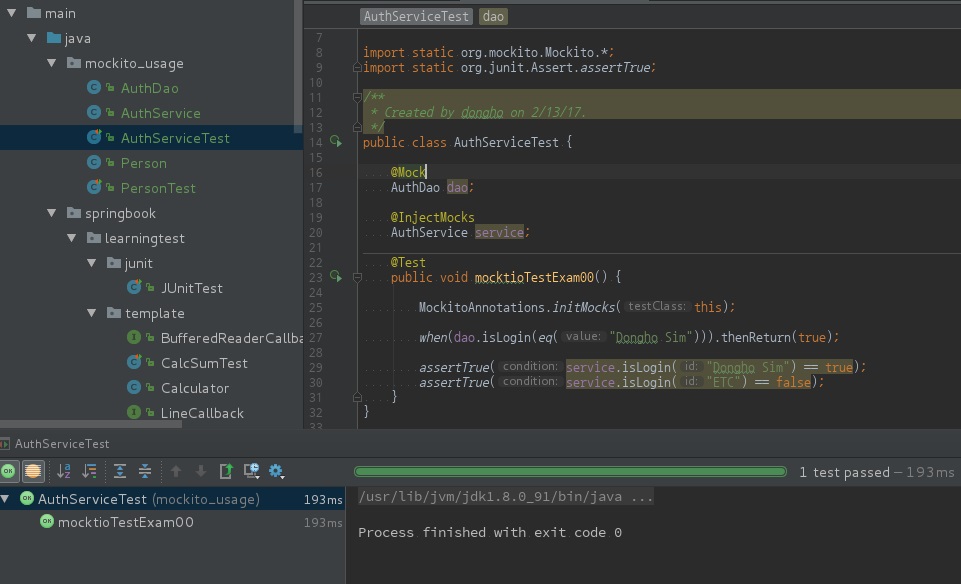 main
java
mockito_usage
AuthDao
AuthService
AuthServiceTest
Person
PersonTest
springbook
learningtest
junit
JUnitTest
template
BufferedReaderCallba
CalcSumTest
Calculator
LineCallback
AuthServiceTest dao
7
8 import static org.mockito.Mockito.*;
9 import static org.junit.Assert.assertTrue;
10
11 /**
12 * Created by dongho on 2/13/17.
13 */
14 public class AuthServiceTest {
15
16 @Mock
17 AuthDao dao;
18
19 @InjectMocks
20 AuthService service;
21
22 @Test
23 public void mocktioTestExam00() {
24
25 MockitoAnnotations.initMocks( testClass: this);
26
27 when(dao.isLogin(eq( value: "Dongho Sim"))).thenReturn(true);
28
29 assertTrue( condition: service.isLogin( id: "Dongho Sim") == true);
30 assertTrue( condition: service.isLogin( id: "ETC") == false);
31 }
32 }
33
AuthServiceTest
1 test passed – 193ms
AuthServiceTest (mockito_usage) 193ms
mocktioTestExam00 193ms
/usr/lib/jvm/jdk1.8.0_91/bin/java ...
Process finished with exit code 0